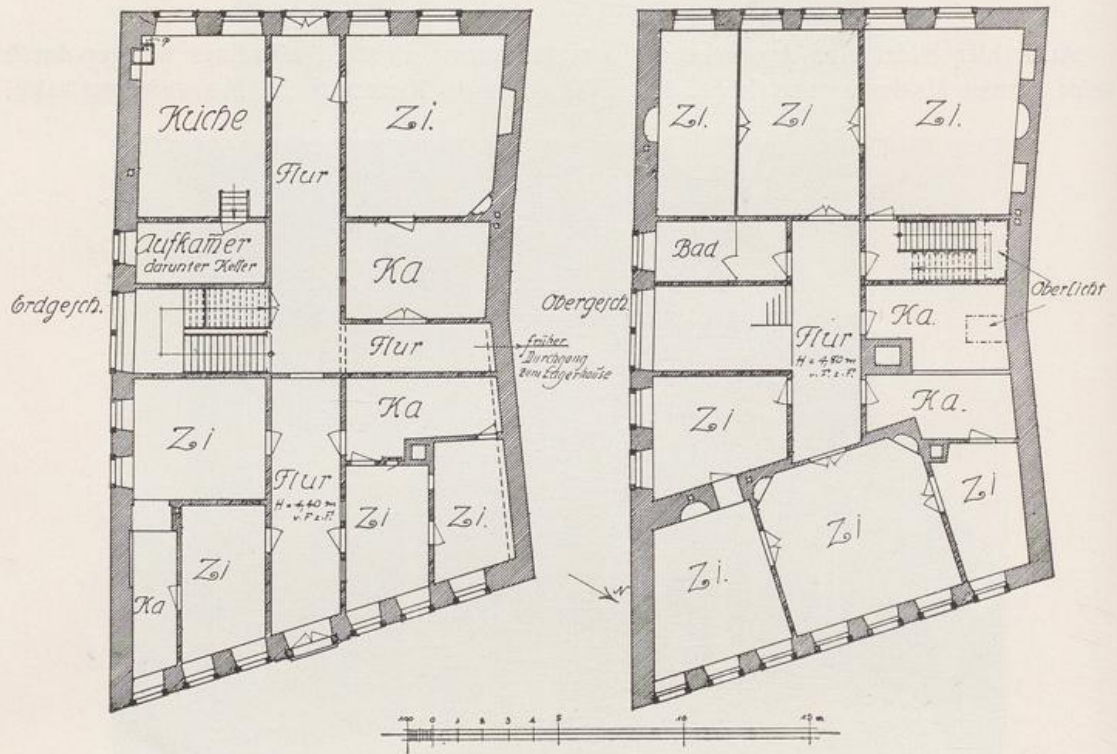 Küche
Zi.
Flur
Aufkamer
darunter Keller
Ka
Erdgesch.
Flur
früher
Durchgang
zum Lagerhause
Ka
Zi
Flur
H = 4,40 m
v. F. z. F.
Zi
Zi.
Zi
Ka
Zi.
Zi
Zi.
Bad
Oberlicht
Obergesch.
Flur
H = 4,80 m
v. F. z. F.
Ka.
Zi
Ka.
Zi
Zi
Zi.
N
100 0 1 2 3 4 5 10 15 m